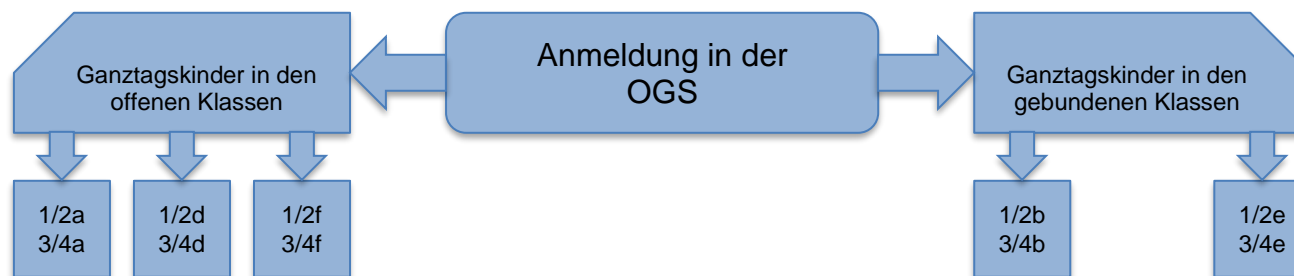 Anmeldung in der
OGS
Ganztagskinder in den
offenen Klassen
Ganztagskinder in den
gebundenen Klassen
1/2a
3/4a
1/2d
3/4d
1/2f
3/4f
1/2b
3/4b
1/2e
3/4e